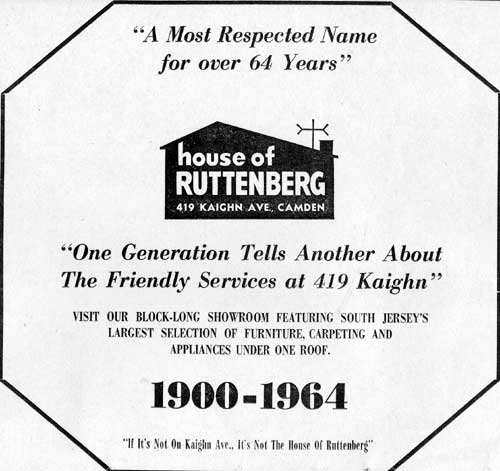 "A Most Respected Name
for over 64 Years"
house of
RUTTENBERG
419 KAIGHN AVE. CAMDEN
"One Generation Tells Another About
The Friendly Services at 419 Kaighn"
VISIT OUR BLOCK-LONG SHOWROOM FEATURING SOUTH JERSEY'S
LARGEST SELECTION OF FURNITURE, CARPETING AND
APPLIANCES UNDER ONE ROOF.
1900-1964
"If It's Not On Kaighn Ave., It's Not The House Of Ruttenberg"